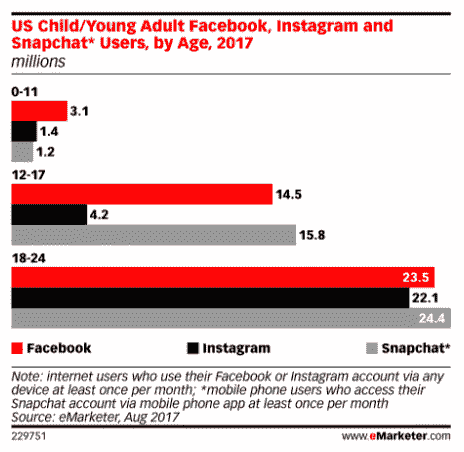 US Child/Young Adult Facebook, Instagram and
Snapchat* Users, by Age, 2017
millions
0-11
3.1
1.4
1.2
12-17
14.5
4.2
15.8
18-24
23.5
22.1
24.4
Facebook Instagram Snapchat*
Note: internet users who use their Facebook or Instagram account via any
device at least once per month; *mobile phone users who access their
Snapchat account via mobile phone app at least once per month
Source: eMarketer, Aug 2017
229751 www.eMarketer.com